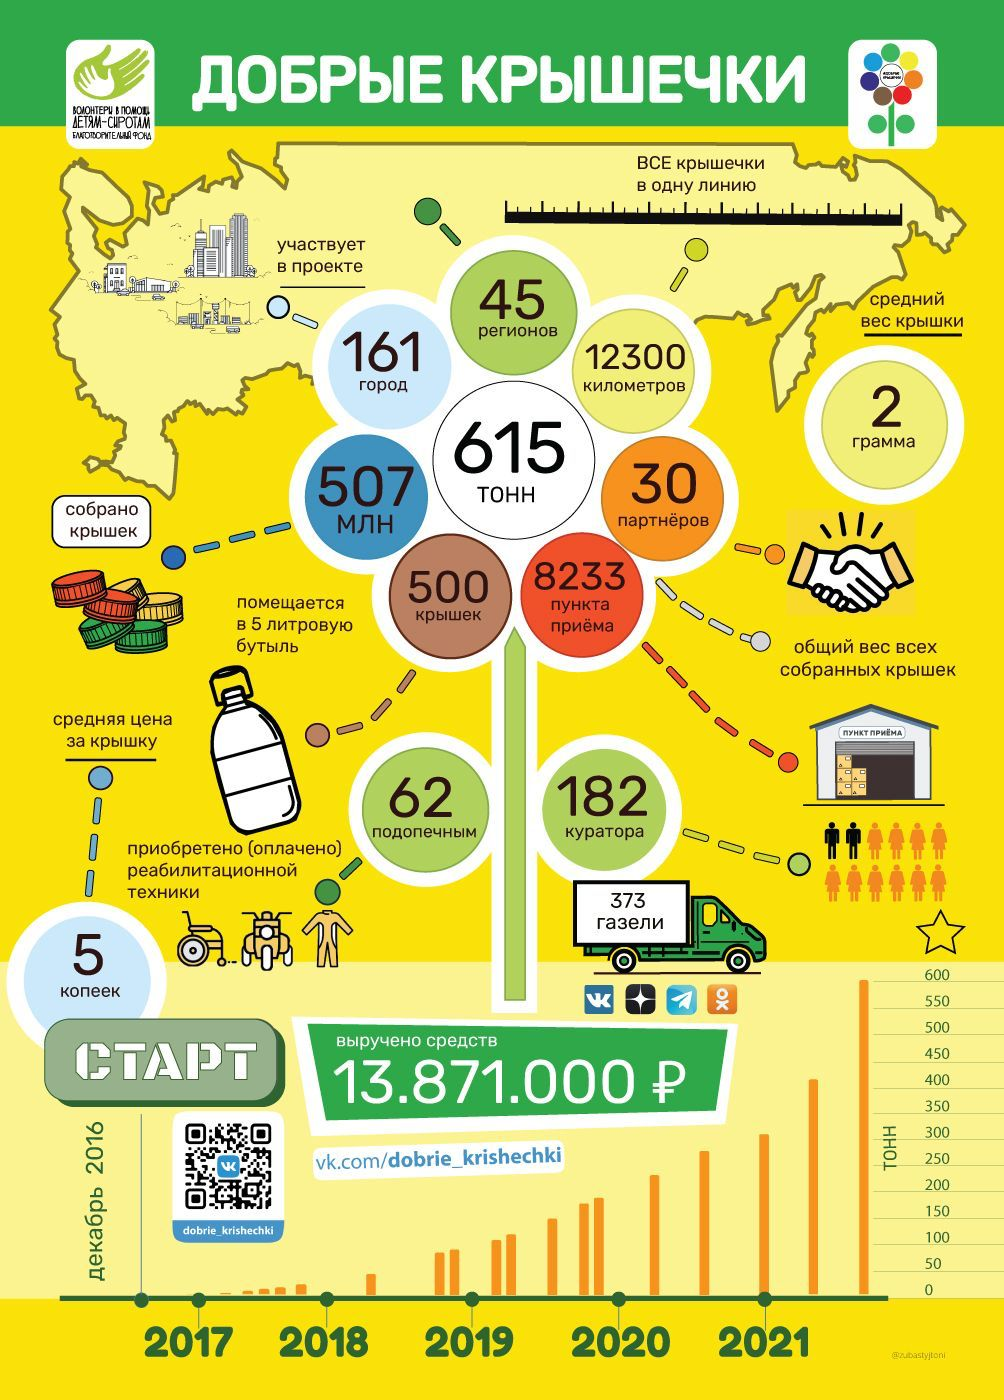 ВОЛОНТЕРЫ В ПОМОЩЬ
ДЕТЯМ-СИРОТАМ
БЛАГОТВОРИТЕЛЬНЫЙ ФОНД
ДОБРЫЕ КРЫШЕЧКИ
ВСЕ крышечки
в одну линию
участвует
в проекте
45
регионов
161
город
12300
километров
средний
вес крышки
2
грамма
615
тонн
507
МЛН
30
партнёров
собрано
крышек
500
крышек
8233
пункта
приёма
помещается
в 5 литровую
бутыль
общий вес всех
собранных крышек
ПУНКТ ПРИЁМА
средняя цена
за крышку
62
подопечным
182
куратора
приобретено (оплачено)
реабилитационной
техники
373
газели
5
копеек
СТАРТ
выручено средств
13.871.000 ₽
vk.com/dobrie_krishechki
dobrie_krishechki
декабрь 2016
600
550
500
450
400
350
300
250
200
150
100
50
0
ТОНН
2017
2018
2019
2020
2021
@zubastyjtoni